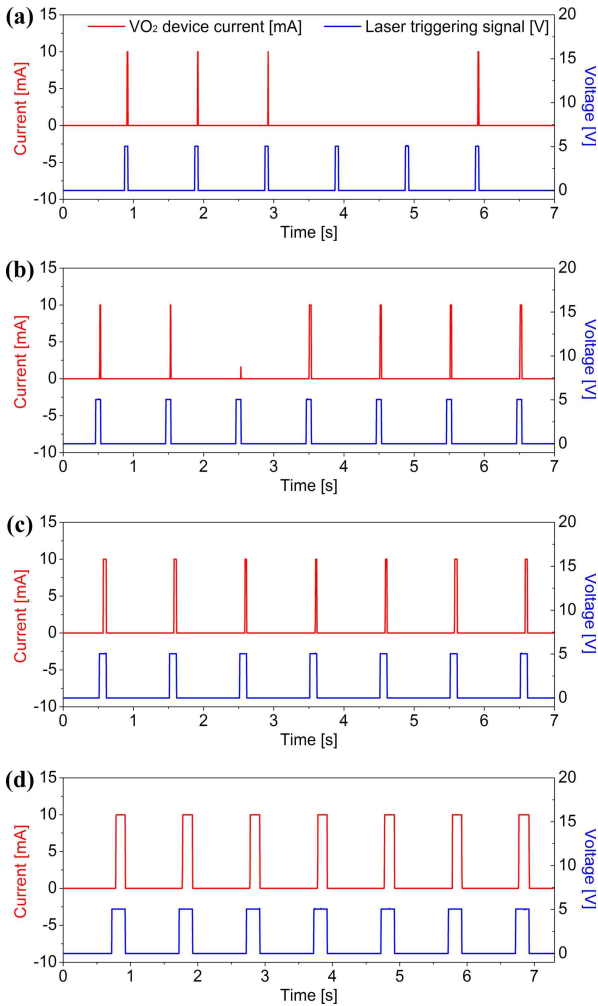 (a)
VO₂ device current [mA] Laser triggering signal [V]
15 20
10 15
5 10
0 5
-5 0
-10
Current [mA]
Voltage [V]
0 1 2 3 4 5 6 7
Time [s]
(b)
15 20
10 15
5 10
0 5
-5 0
-10
Current [mA]
Voltage [V]
0 1 2 3 4 5 6 7
Time [s]
(c)
15 20
10 15
5 10
0 5
-5 0
-10
Current [mA]
Voltage [V]
0 1 2 3 4 5 6 7
Time [s]
(d)
15 20
10 15
5 10
0 5
-5 0
-10
Current [mA]
Voltage [V]
0 1 2 3 4 5 6 7
Time [s]